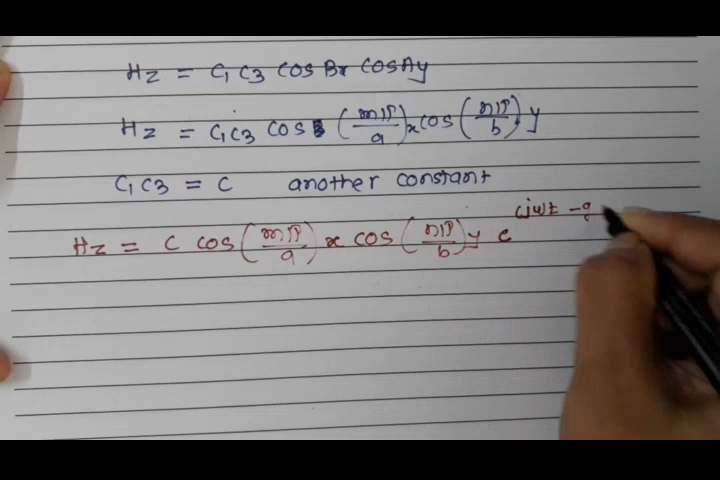 Hz = C1 C3 cos Bx cos Ay
Hz = C1 C3 cos (mπ/a) x cos (nπ/b) y
C1 C3 = C another constant
Hz = C cos (mπ/a) x cos (nπ/b) y e^(jωt - g